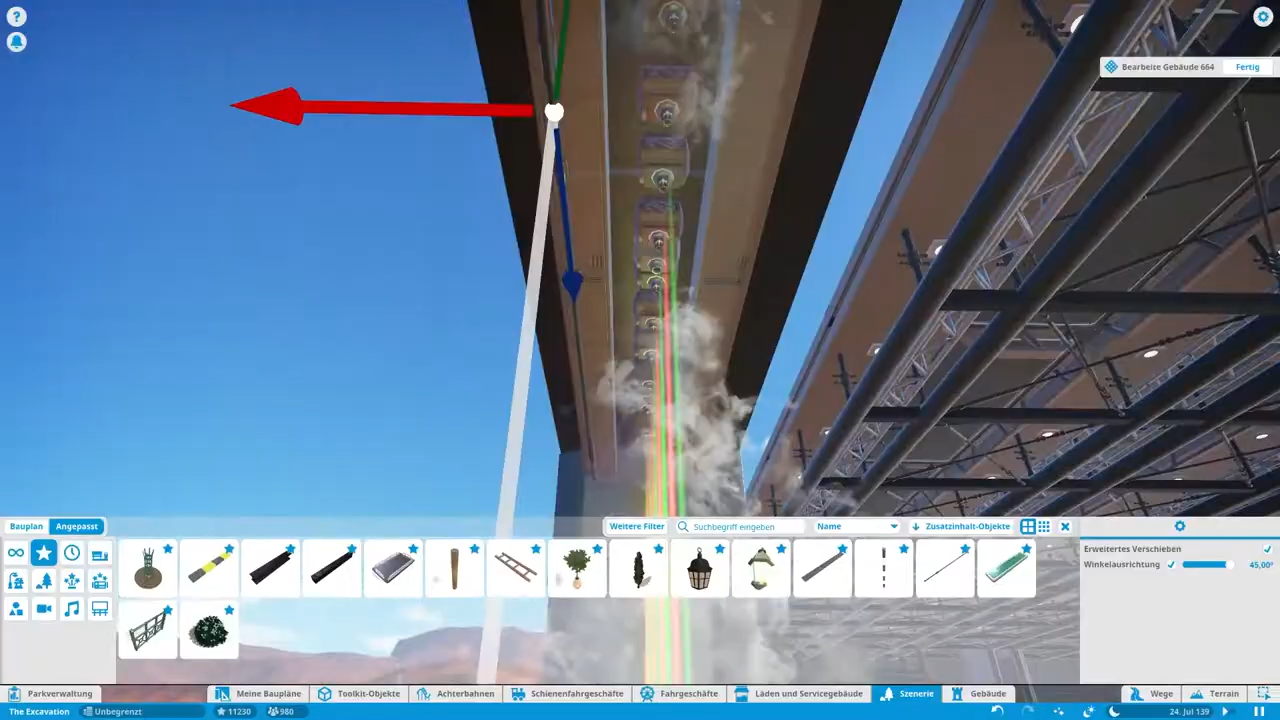 ?
Bearbeite Gebäude 664
Fertig
Bauplan
Angepasst
Weitere Filter
Suchbegriff eingeben
Name
Zusatzinhalt-Objekte
Erweitertes Verschieben
Winkelausrichtung
45,00°
Parkverwaltung
Meine Baupläne
Toolkit-Objekte
Achterbahnen
Schienenfahrgeschäfte
Fahrgeschäfte
Läden und Servicegebäude
Szenerie
Gebäude
Wege
Terrain
The Excavation
Unbegrenzt
11230
980
24. Jul 139